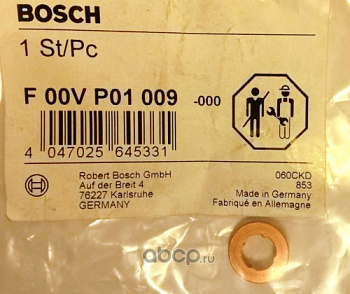 BOSCH
1 St/Pc
F 00V P01 009 -000
4 047025 645331
Robert Bosch GmbH
Auf der Breit 4
76227 Karlsruhe
GERMANY
060CKD
853
Made in Germany
Fabriqué en Allemagne
abcp.ru